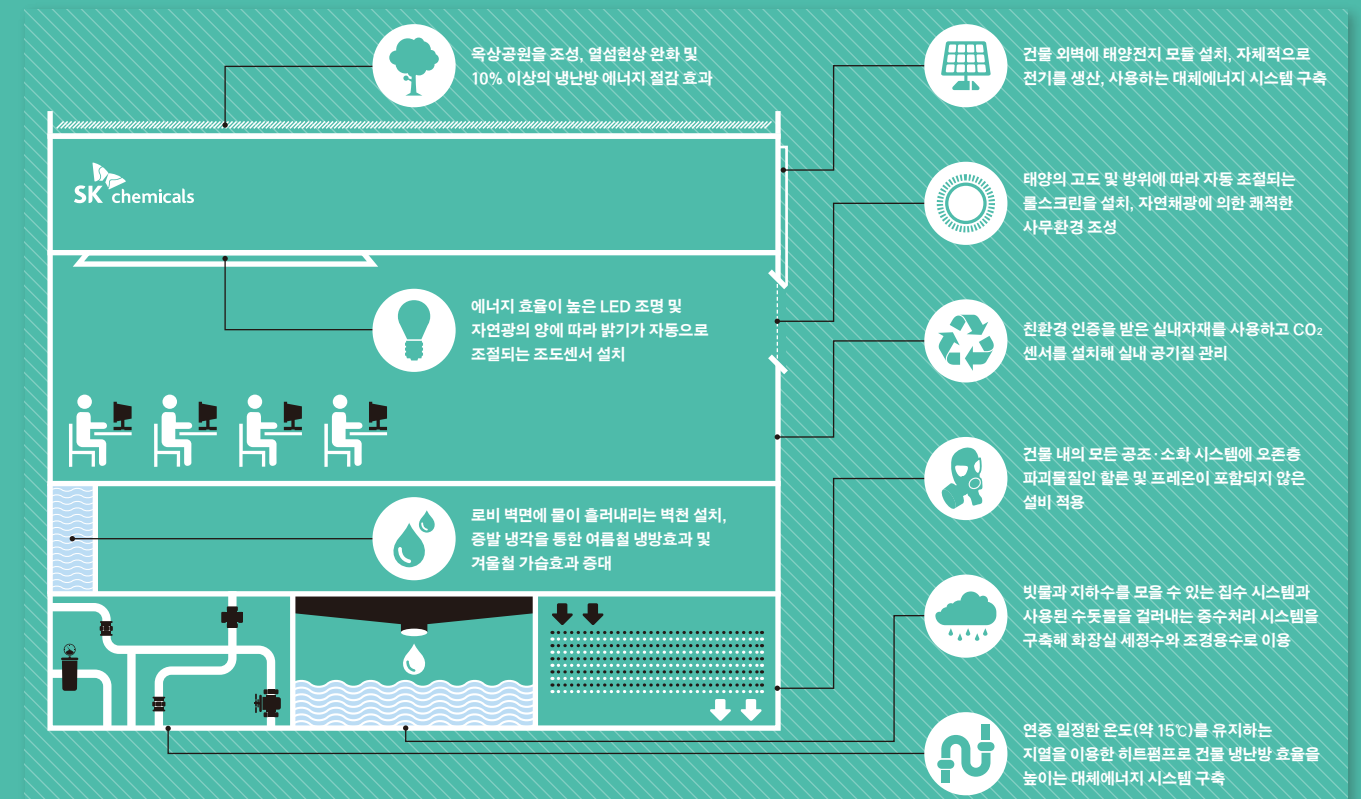 옥상공원을 조성, 열섬현상 완화 및
10% 이상의 냉난방 에너지 절감 효과
SK chemicals
에너지 효율이 높은 LED 조명 및
자연광의 양에 따라 밝기가 자동으로
조절되는 조도센서 설치
로비 벽면에 물이 흘러내리는 벽천 설치,
증발 냉각을 통한 여름철 냉방효과 및
겨울철 가습효과 증대
건물 외벽에 태양전지 모듈 설치, 자체적으로
전기를 생산, 사용하는 대체에너지 시스템 구축
태양의 고도 및 방위에 따라 자동 조절되는
롤스크린을 설치, 자연채광에 의한 쾌적한
사무환경 조성
친환경 인증을 받은 실내자재를 사용하고 CO₂
센서를 설치해 실내 공기질 관리
건물 내의 모든 공조·소화 시스템에 오존층
파괴물질인 할론 및 프레온이 포함되지 않은
설비 적용
빗물과 지하수를 모을 수 있는 집수 시스템과
사용된 수돗물을 걸러내는 중수처리 시스템을
구축해 화장실 세정수와 조경용수로 이용
연중 일정한 온도(약 15℃)를 유지하는
지열을 이용한 히트펌프로 건물 냉난방 효율을
높이는 대체에너지 시스템 구축